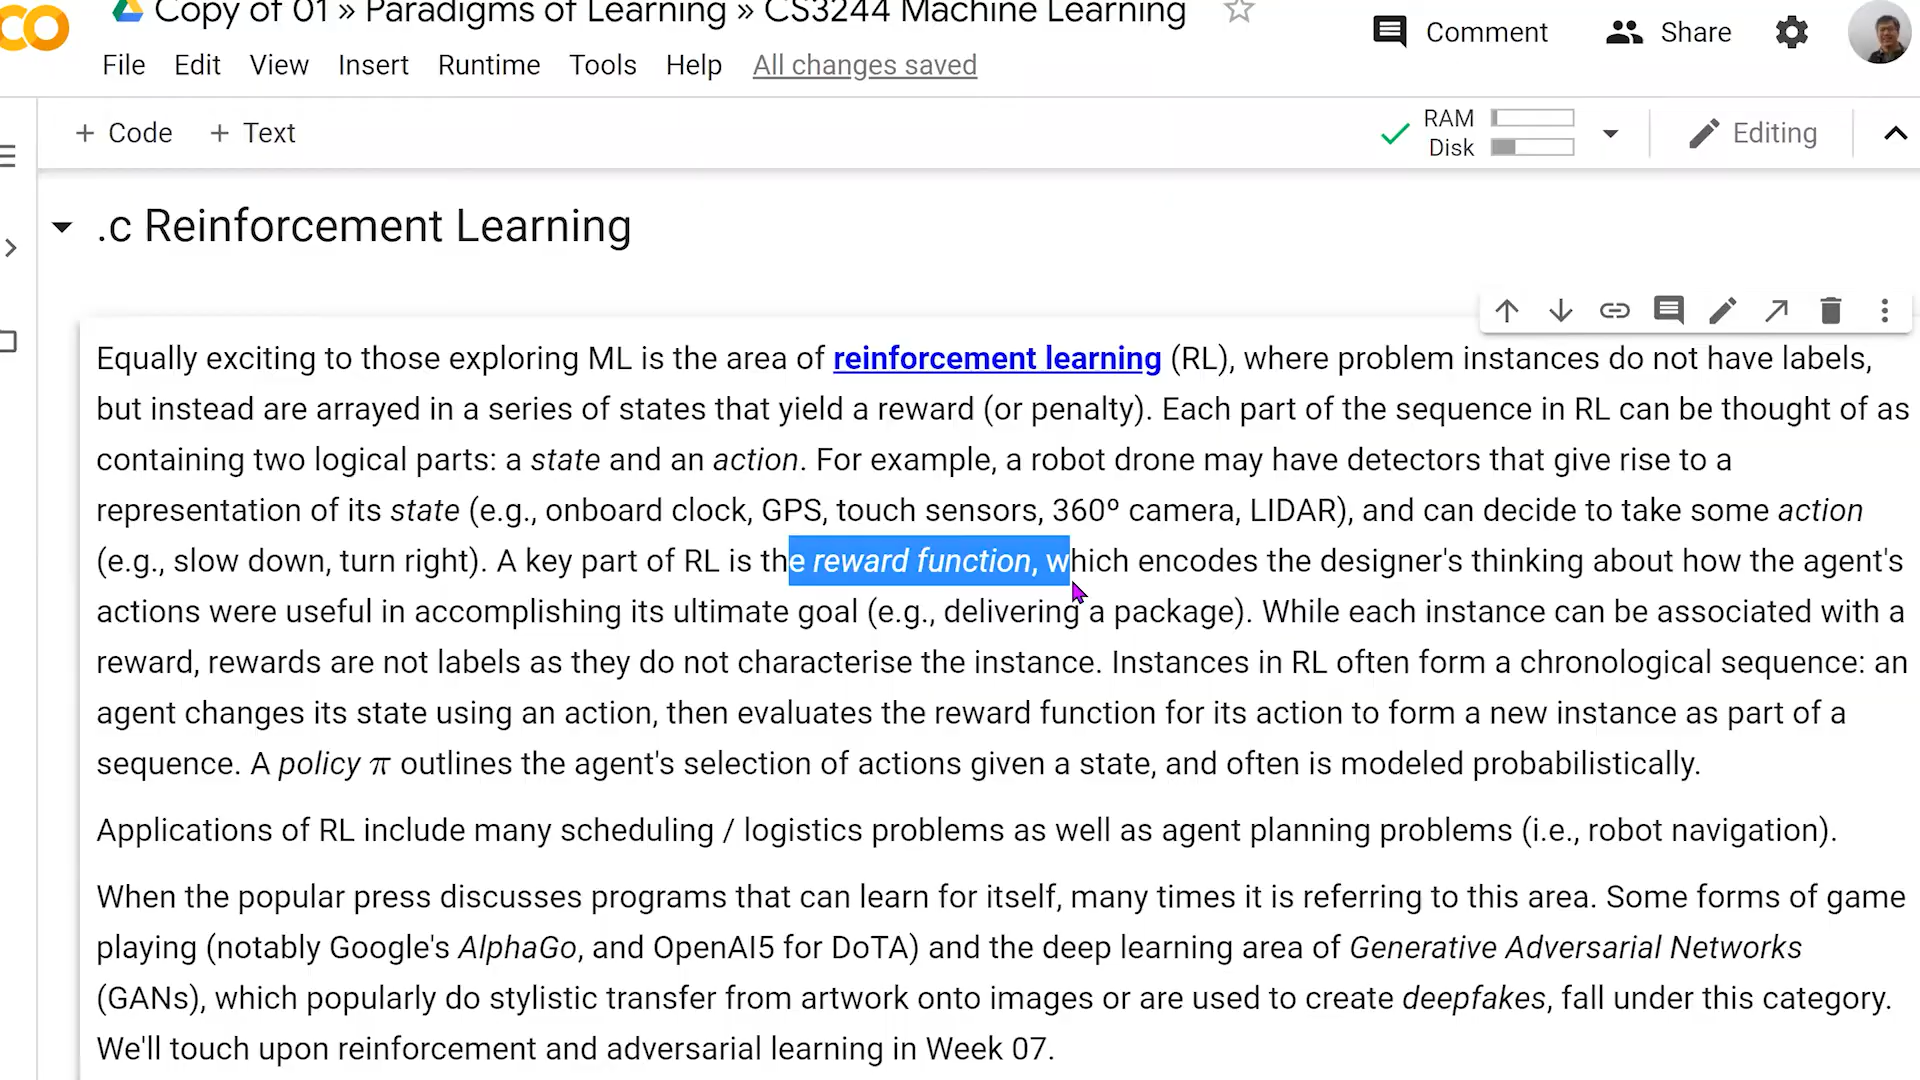 Copy of 01 » Paradigms of Learning » CS3244 Machine Learning
Comment
Share
File Edit View Insert Runtime Tools Help All changes saved
+ Code + Text
RAM
Disk
Editing
.c Reinforcement Learning
Equally exciting to those exploring ML is the area of reinforcement learning (RL), where problem instances do not have labels,
but instead are arrayed in a series of states that yield a reward (or penalty). Each part of the sequence in RL can be thought of as
containing two logical parts: a state and an action. For example, a robot drone may have detectors that give rise to a
representation of its state (e.g., onboard clock, GPS, touch sensors, 360º camera, LIDAR), and can decide to take some action
(e.g., slow down, turn right). A key part of RL is the reward function, which encodes the designer's thinking about how the agent's
actions were useful in accomplishing its ultimate goal (e.g., delivering a package). While each instance can be associated with a
reward, rewards are not labels as they do not characterise the instance. Instances in RL often form a chronological sequence: an
agent changes its state using an action, then evaluates the reward function for its action to form a new instance as part of a
sequence. A policy π outlines the agent's selection of actions given a state, and often is modeled probabilistically.
Applications of RL include many scheduling / logistics problems as well as agent planning problems (i.e., robot navigation).
When the popular press discusses programs that can learn for itself, many times it is referring to this area. Some forms of game
playing (notably Google's AlphaGo, and OpenAI5 for DoTA) and the deep learning area of Generative Adversarial Networks
(GANs), which popularly do stylistic transfer from artwork onto images or are used to create deepfakes, fall under this category.
We'll touch upon reinforcement and adversarial learning in Week 07.